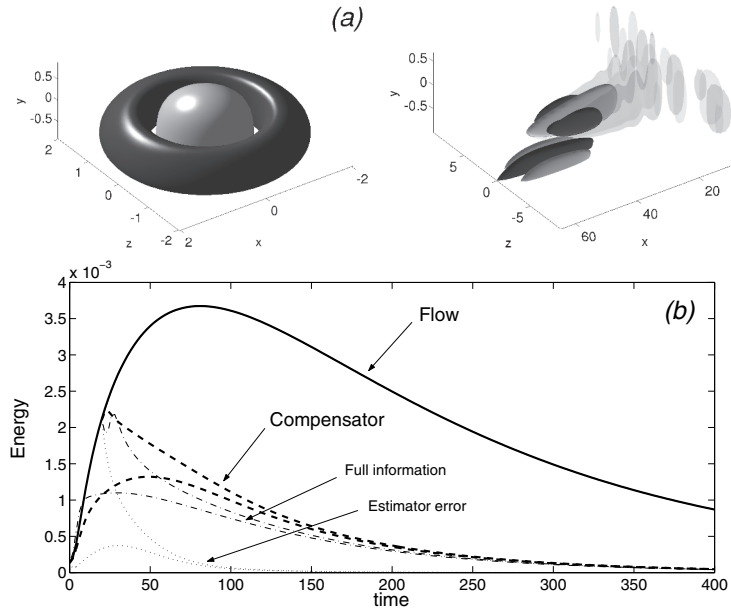 (a)
0.5
0
-0.5
y
2
1
0
-1
-2
z
2
0
-2
x
0.5
0
-0.5
y
5
0
-5
z
60
40
20
x
x 10⁻³
4
3.5
3
2.5
2
1.5
1
0.5
0
Energy
(b)
Flow
Compensator
Full information
Estimator error
0 50 100 150 200 250 300 350 400
time